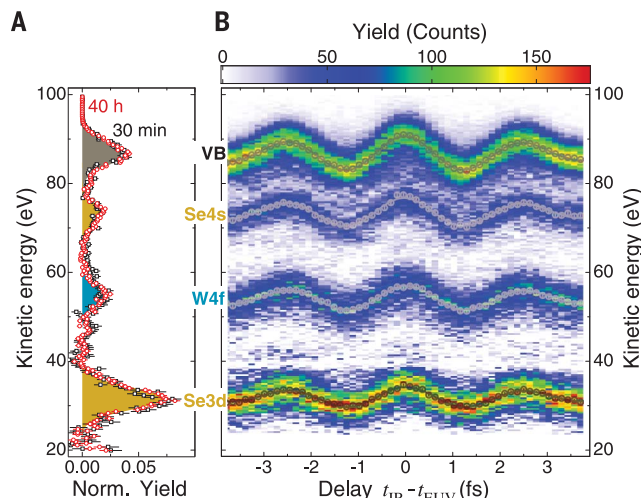 A
B
Yield (Counts)
0 50 100 150
100
80
60
40
20
Kinetic energy (eV)
40 h
30 min
VB
Se4s
W4f
Se3d
0.00 0.05
Norm. Yield
-3 -2 -1 0 1 2 3
Delay t_IR - t_EUV (fs)
100
80
60
40
20
Kinetic energy (eV)